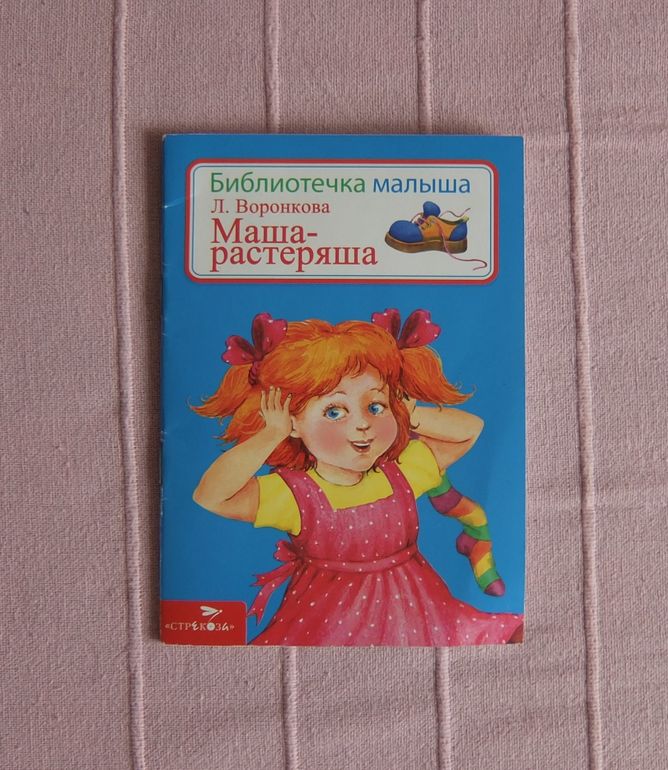 Библиотечка малыша
Л. Воронкова
Маша-
растеряша
«СТРЕКОЗА»